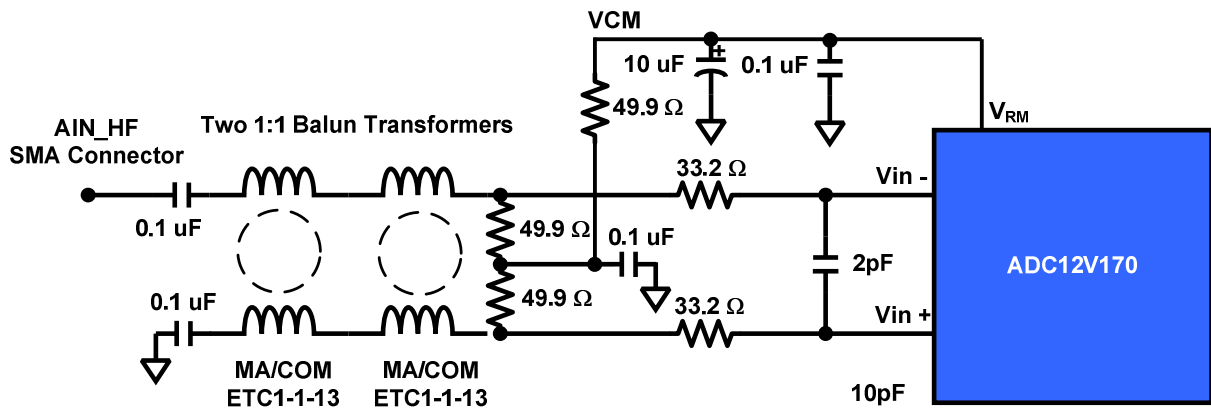 VCM
10 uF
+
0.1 uF
49.9 Ω
AIN_HF
SMA Connector
Two 1:1 Balun Transformers
VRM
33.2 Ω
Vin -
0.1 uF
49.9 Ω
0.1 uF
2pF
ADC12V170
0.1 uF
49.9 Ω
33.2 Ω
Vin +
MA/COM
ETC1-1-13
MA/COM
ETC1-1-13
10pF